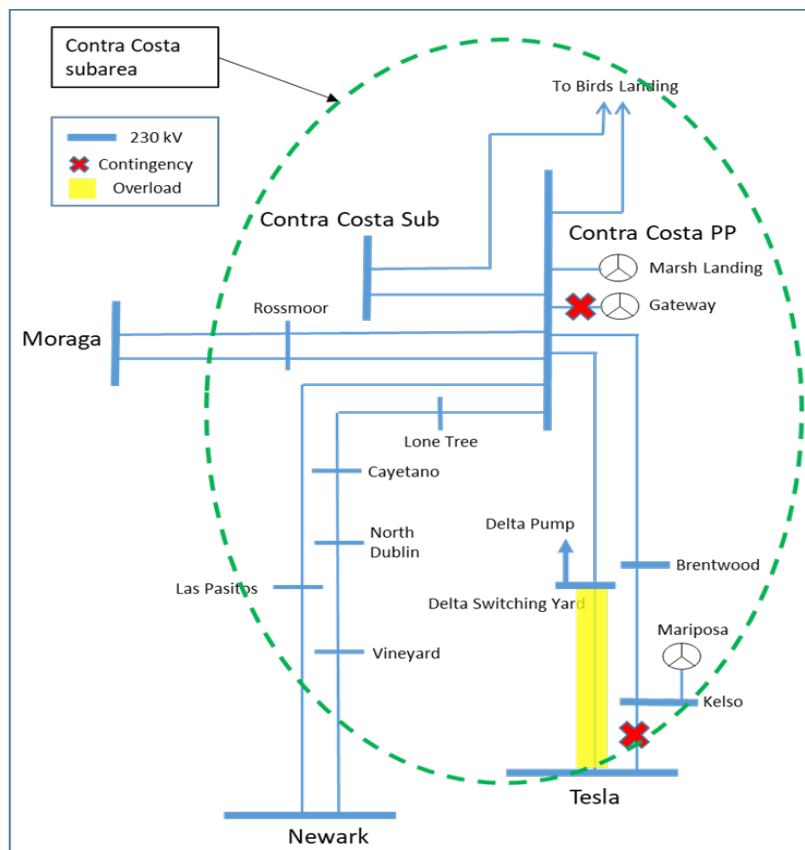 Contra Costa
subarea
To Birds Landing
230 kV
Contingency
Overload
Contra Costa Sub
Contra Costa PP
Marsh Landing
Rossmoor
Gateway
Moraga
Lone Tree
Cayetano
Delta Pump
North
Dublin
Brentwood
Las Pasitos
Delta Switching Yard
Mariposa
Vineyard
Kelso
Tesla
Newark